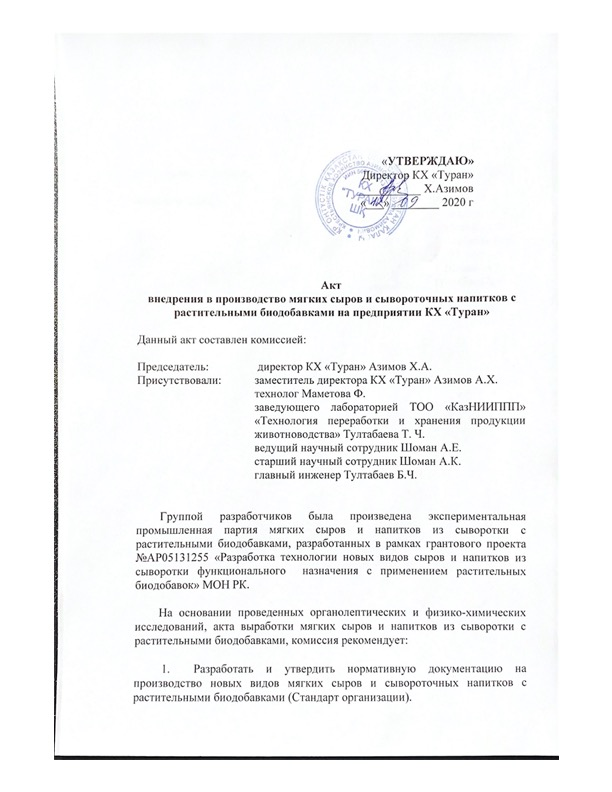 «УТВЕРЖДАЮ»
Директор КХ «Туран»
Х.Азимов
09 2020 г
КХ
"ТУРАН"
ШҚ
Акт
внедрения в производство мягких сыров и сывороточных напитков с
растительными биодобавками на предприятии КХ «Туран»
Данный акт составлен комиссией:
Председатель: директор КХ «Туран» Азимов Х.А.
Присутствовали: заместитель директора КХ «Туран» Азимов А.Х.
технолог Маметова Ф.
заведующего лабораторией ТОО «КазНИИППП»
«Технология переработки и хранения продукции
животноводства» Тултабаева Т. Ч.
ведущий научный сотрудник Шоман А.Е.
старший научный сотрудник Шоман А.К.
главный инженер Тултабаев Б.Ч.
Группой разработчиков была произведена экспериментальная
промышленная партия мягких сыров и напитков из сыворотки с
растительными биодобавками, разработанных в рамках грантового проекта
№АР05131255 «Разработка технологии новых видов сыров и напитков из
сыворотки функционального назначения с применением растительных
биодобавок» МОН РК.
На основании проведенных органолептических и физико-химических
исследований, акта выработки мягких сыров и напитков из сыворотки с
растительными биодобавками, комиссия рекомендует:
1. Разработать и утвердить нормативную документацию на
производство новых видов мягких сыров и сывороточных напитков с
растительными биодобавками (Стандарт организации).